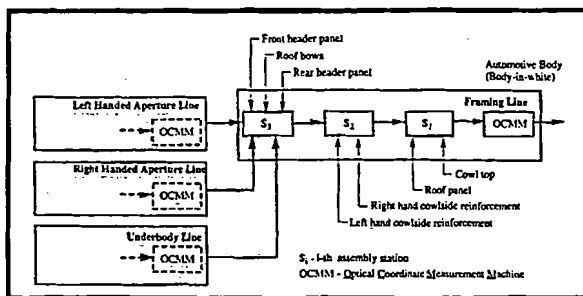 Front header panel
Roof bows
Rear header panel
Automotive Body
(Body-in-white)
Left Handed Aperture Line
Framing Line
OCMM
S3
S2
S1
OCMM
Right Handed Aperture Line
OCMM
Cowl top
Roof panel
Right hand cowlside reinforcement
Left hand cowlside reinforcement
Underbody Line
OCMM
Si - i-th assembly station
OCMM - Optical Coordinate Measurement Machine